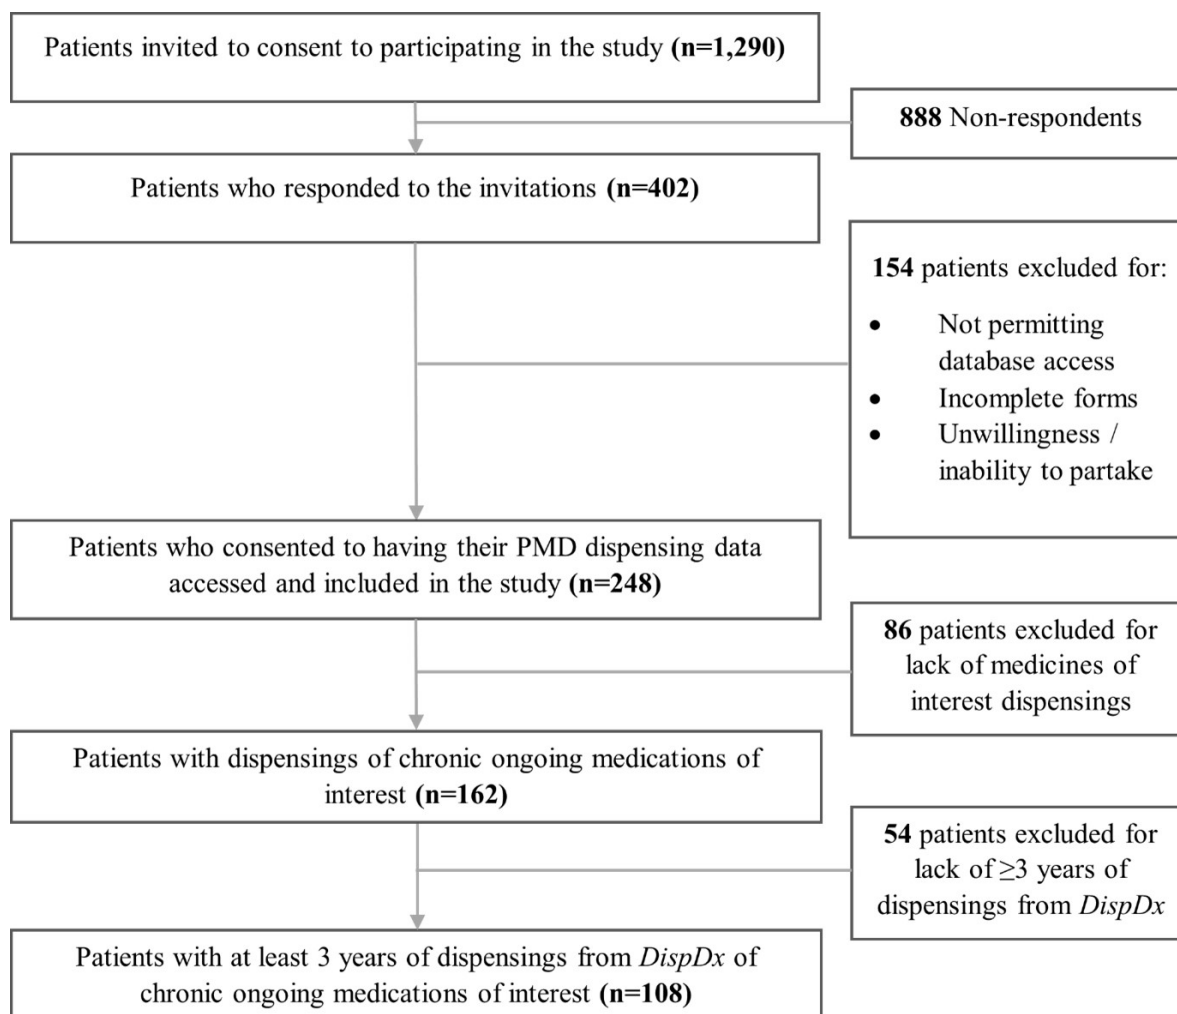 Patients invited to consent to participating in the study (n=1,290)
888 Non-respondents
Patients who responded to the invitations (n=402)
154 patients excluded for:
• Not permitting
database access
• Incomplete forms
• Unwillingness /
inability to partake
Patients who consented to having their PMD dispensing data
accessed and included in the study (n=248)
86 patients excluded for
lack of medicines of
interest dispensings
Patients with dispensings of chronic ongoing medications of
interest (n=162)
54 patients excluded for
lack of ≥3 years of
dispensings from DispDx
Patients with at least 3 years of dispensings from DispDx of
chronic ongoing medications of interest (n=108)